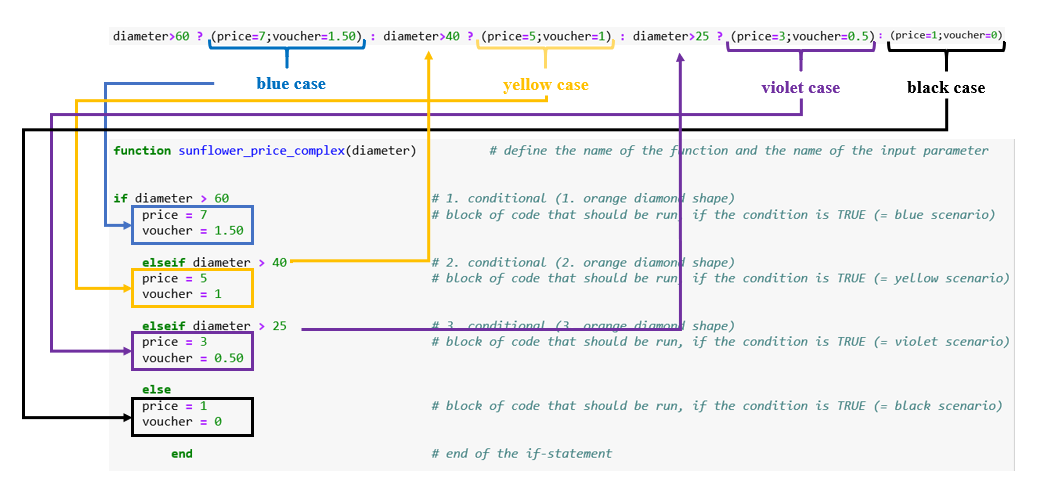 diameter>60 ? (price=7;voucher=1.50) : diameter>40 ? (price=5;voucher=1) : diameter>25 ? (price=3;voucher=0.5): (price=1;voucher=0)
blue case yellow case violet case black case
function sunflower_price_complex(diameter) # define the name of the function and the name of the input parameter
if diameter > 60 # 1. conditional (1. orange diamond shape)
price = 7 # block of code that should be run, if the condition is TRUE (= blue scenario)
voucher = 1.50
elseif diameter > 40 # 2. conditional (2. orange diamond shape)
price = 5 # block of code that should be run, if the condition is TRUE (= yellow scenario)
voucher = 1
elseif diameter > 25 # 3. conditional (3. orange diamond shape)
price = 3 # block of code that should be run, if the condition is TRUE (= violet scenario)
voucher = 0.50
else
price = 1 # block of code that should be run, if the condition is TRUE (= black scenario)
voucher = 0
end # end of the if-statement